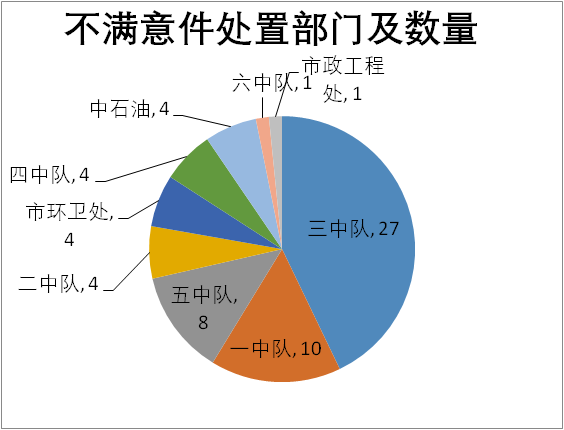 不满意件处置部门及数量
市政工程
处, 1
六中队, 1
中石油, 4
四中队, 4
市环卫处,
4
二中队, 4
三中队, 27
五中队,
8
一中队, 10